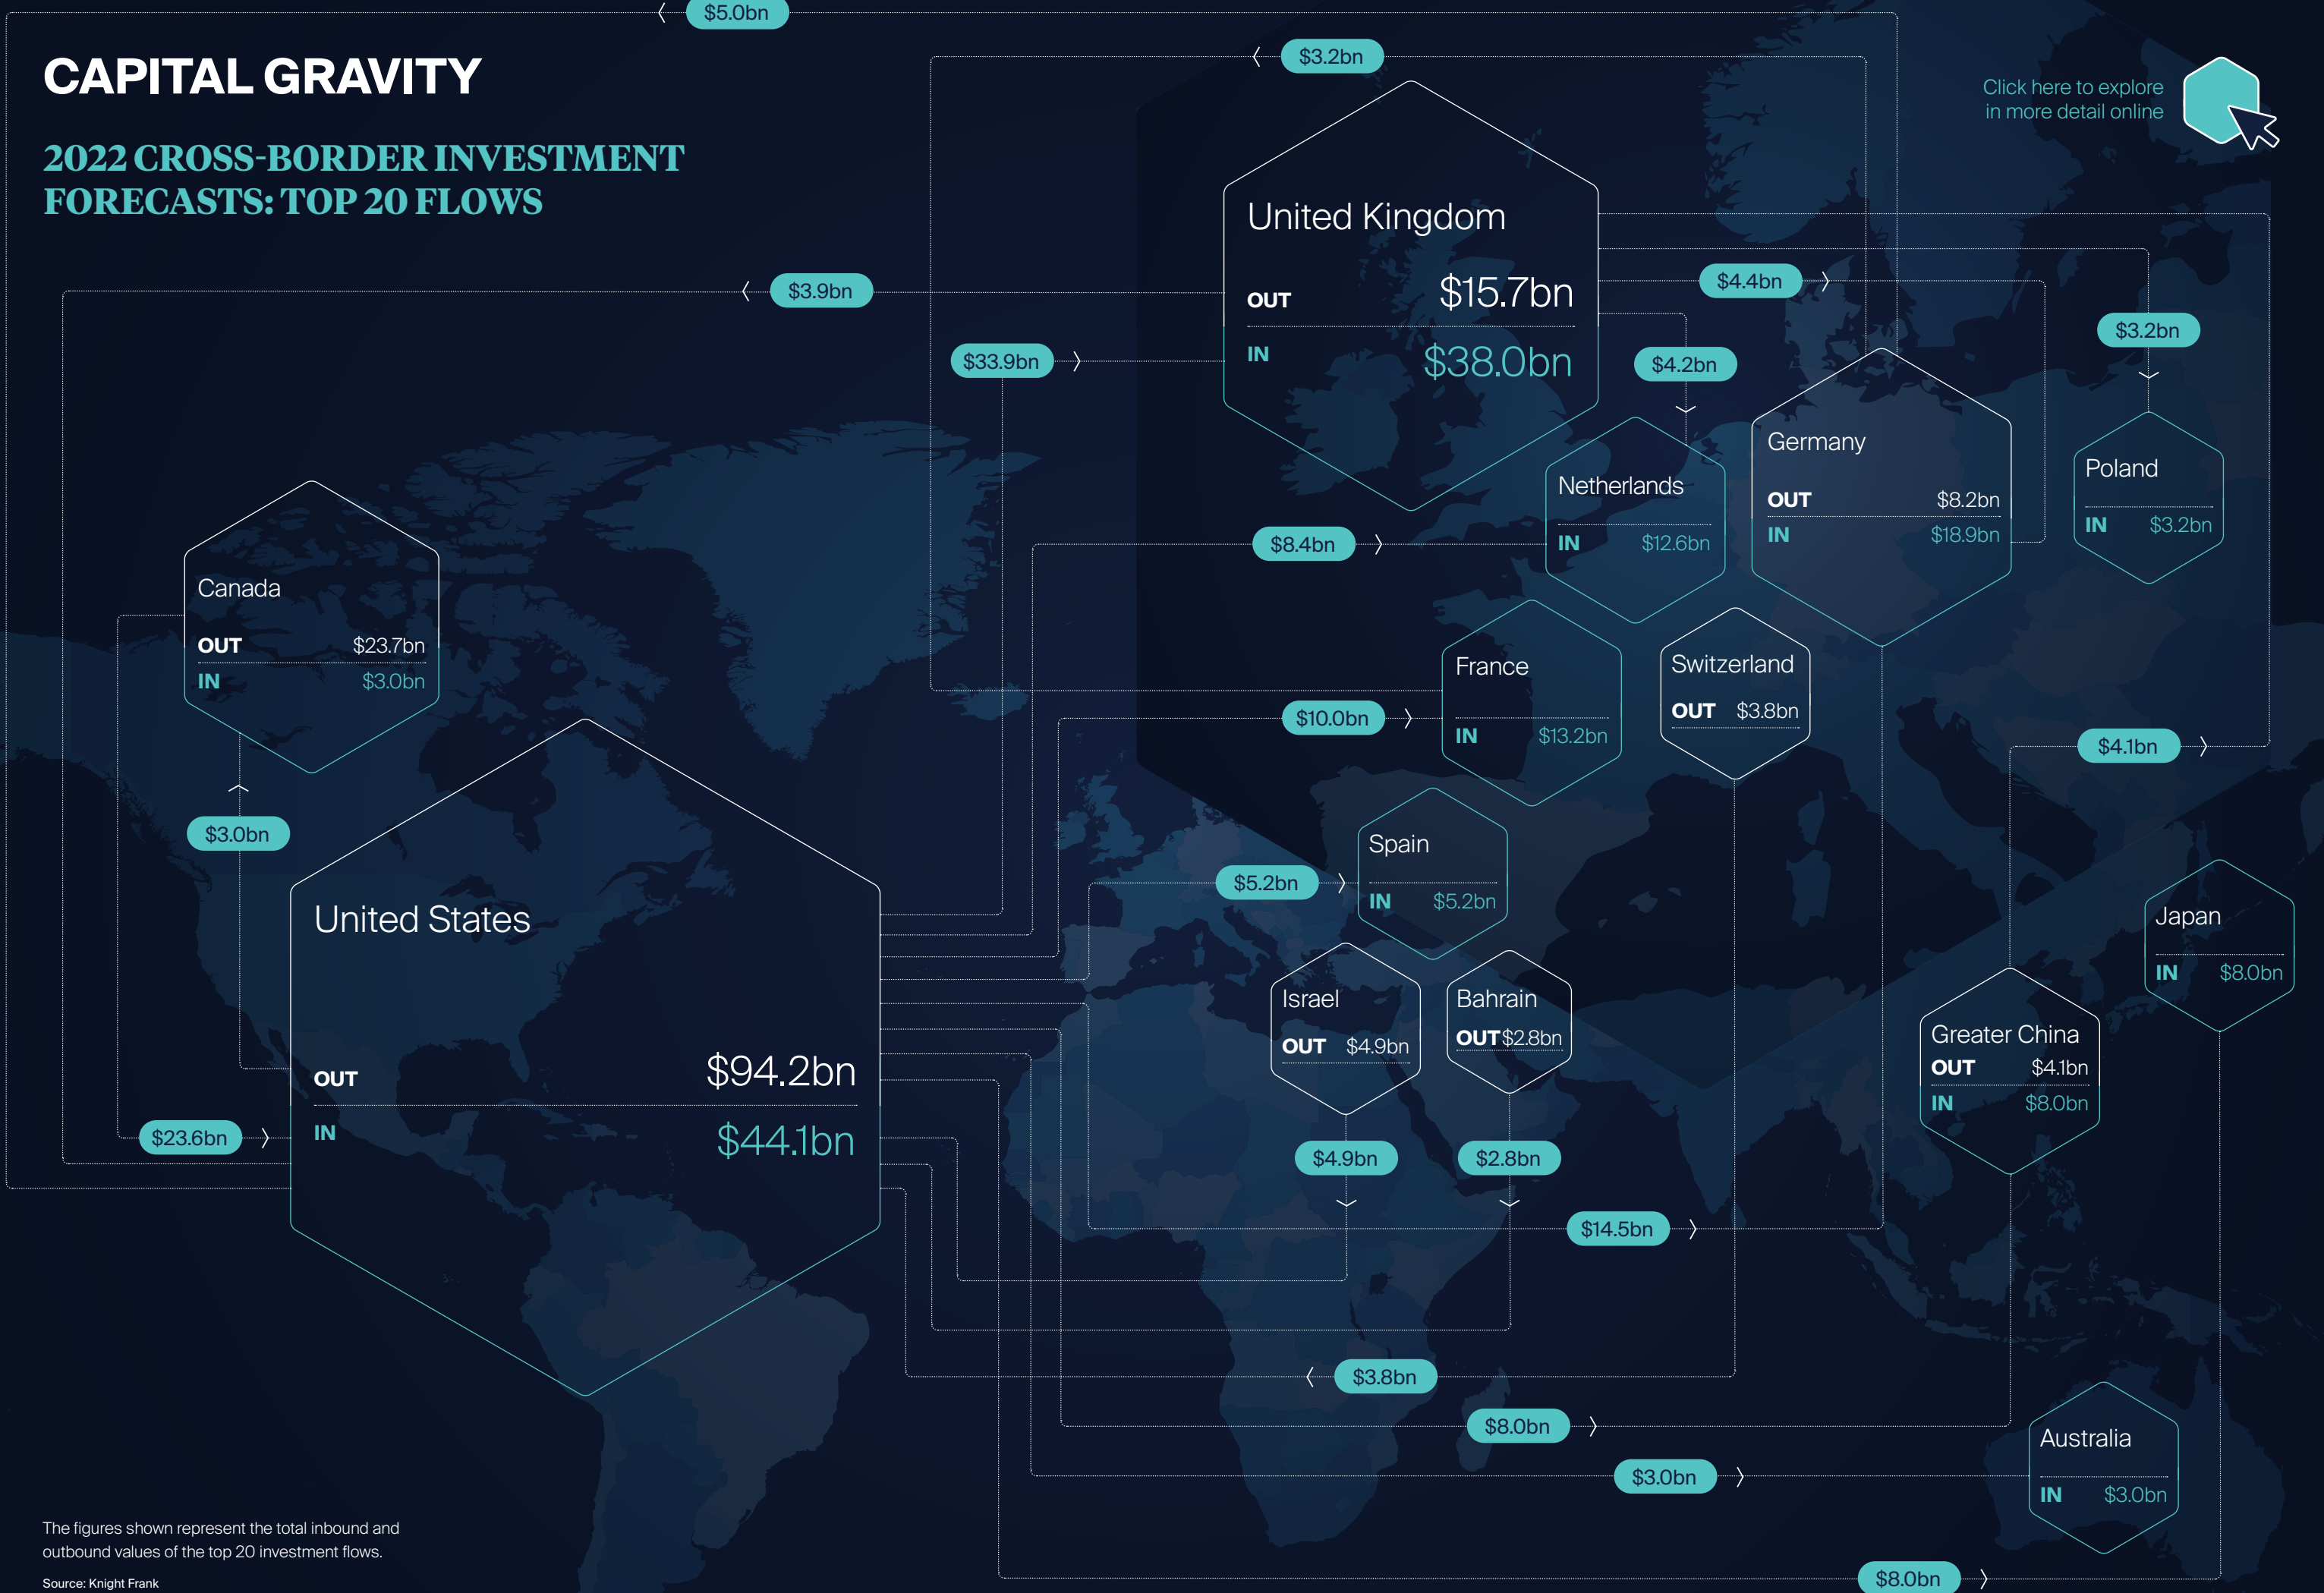 $5.0bn
$3.2bn
CAPITAL GRAVITY
Click here to explore
in more detail online
2022 CROSS-BORDER INVESTMENT
FORECASTS: TOP 20 FLOWS
United Kingdom
OUT $15.7bn
IN $38.0bn
$3.9bn
$33.9bn
$4.4bn
$4.2bn
$3.2bn
Netherlands
IN $12.6bn
Germany
OUT $8.2bn
IN $18.9bn
Poland
IN $3.2bn
$8.4bn
Canada
OUT $23.7bn
IN $3.0bn
France
IN $13.2bn
Switzerland
OUT $3.8bn
$10.0bn
$4.1bn
$3.0bn
Spain
IN $5.2bn
$5.2bn
United States
OUT $94.2bn
IN $44.1bn
$23.6bn
Israel
OUT $4.9bn
Bahrain
OUT $2.8bn
Japan
IN $8.0bn
Greater China
OUT $4.1bn
IN $8.0bn
$4.9bn
$2.8bn
$14.5bn
$3.8bn
$8.0bn
$3.0bn
Australia
IN $3.0bn
$8.0bn
The figures shown represent the total inbound and
outbound values of the top 20 investment flows.
Source: Knight Frank